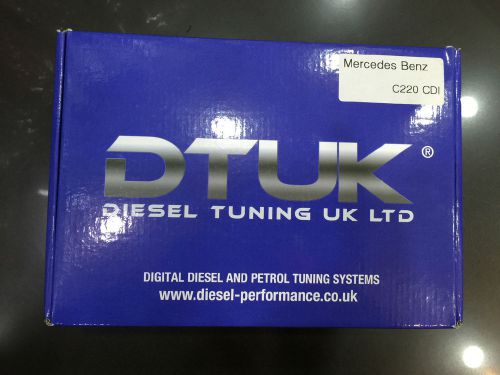 Mercedes Benz
C220 CDI
DTUK®
DIESEL TUNING UK LTD
DIGITAL DIESEL AND PETROL TUNING SYSTEMS
www.diesel-performance.co.uk